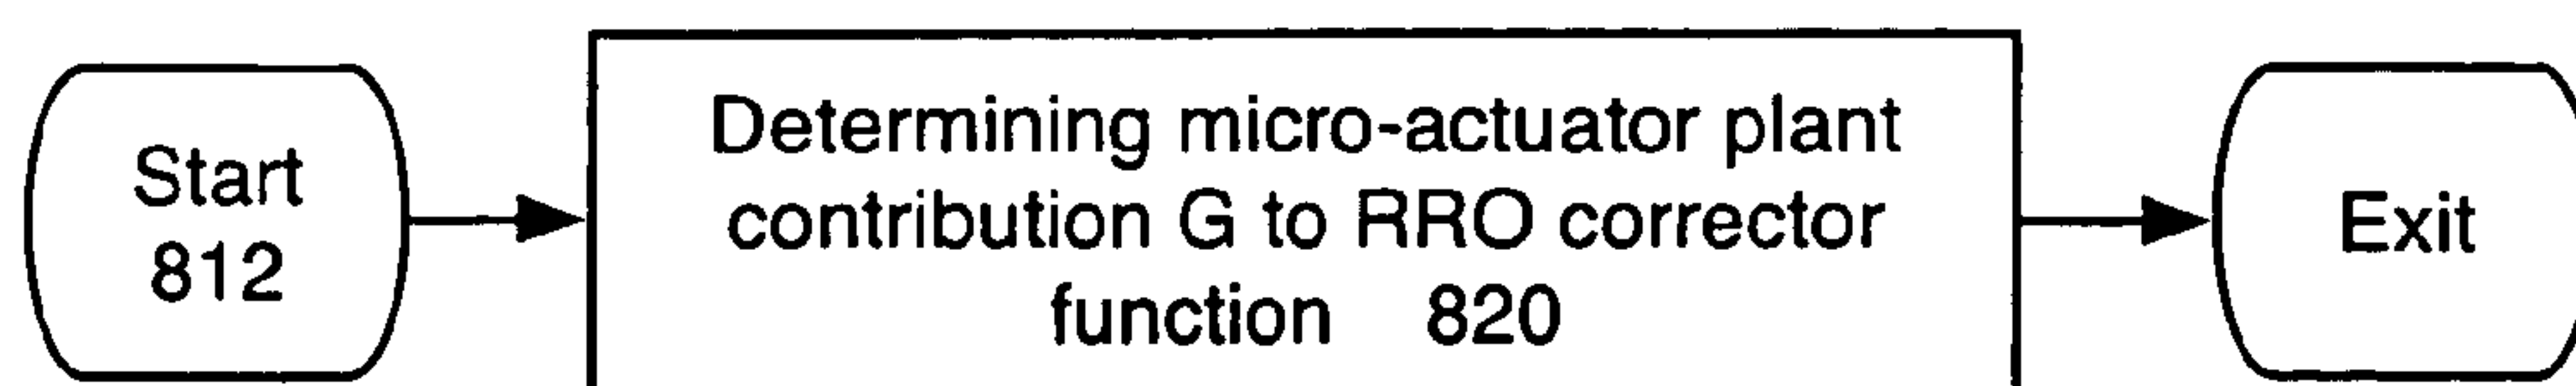 Start
812
Determining micro-actuator plant
contribution G to RRO corrector
function 820
Exit